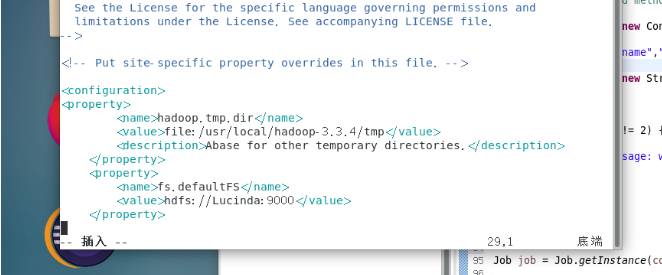 See the License for the specific language governing permissions and
limitations under the License. See accompanying LICENSE file.
-->
<!-- Put site-specific property overrides in this file. -->
<configuration>
<property>
<name>hadoop.tmp.dir</name>
<value>file:/usr/local/hadoop-3.3.4/tmp</value>
<description>Abase for other temporary directories.</description>
</property>
<property>
<name>fs.defaultFS</name>
<value>hdfs://Lucinda:9000</value>
</property>
-- 插入 --
29,1
底端
new Con
name","
new Str
!= 2) {
sage: w
95 Job job = Job.getInstance(co
96